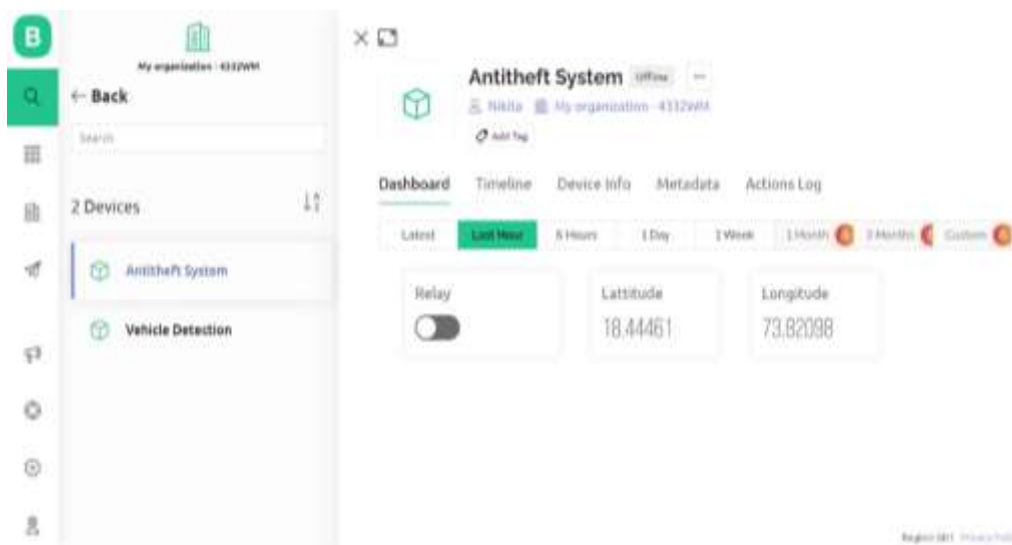 B
My organization - 4332WM
← Back
Search
2 Devices
Antitheft System
Vehicle Detection
Antitheft System Offline
Nikita My organization - 4332WM
Add Tag
Dashboard Timeline Device Info Metadata Actions Log
Latest Last Hour 6 Hours 1 Day 1 Week 1 Month 3 Months Custom
Relay Lattitude Longitude
18.44461 73.82098
Privacy